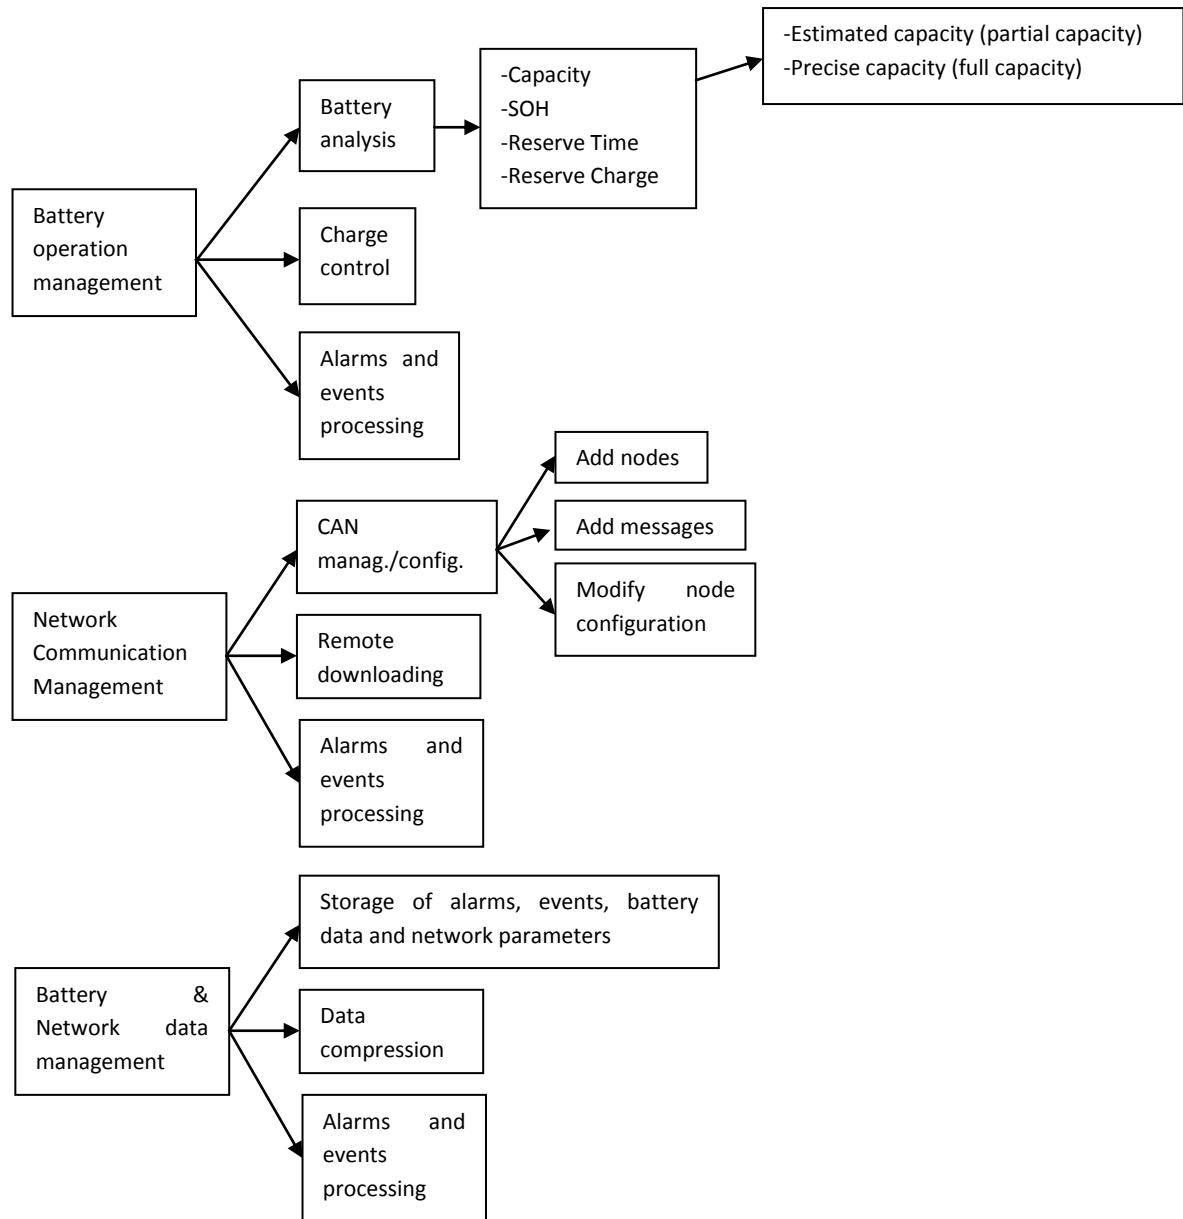 -Estimated capacity (partial capacity)
-Precise capacity (full capacity)
-Capacity
-SOH
-Reserve Time
-Reserve Charge
Battery
analysis
Battery
operation
management
Charge
control
Alarms and
events
processing
Add nodes
CAN
manag./config.
Add messages
Modify node
configuration
Network
Communication
Management
Remote
downloading
Alarms and
events
processing
Storage of alarms, events, battery
data and network parameters
Battery &
Network data
management
Data
compression
Alarms and
events
processing